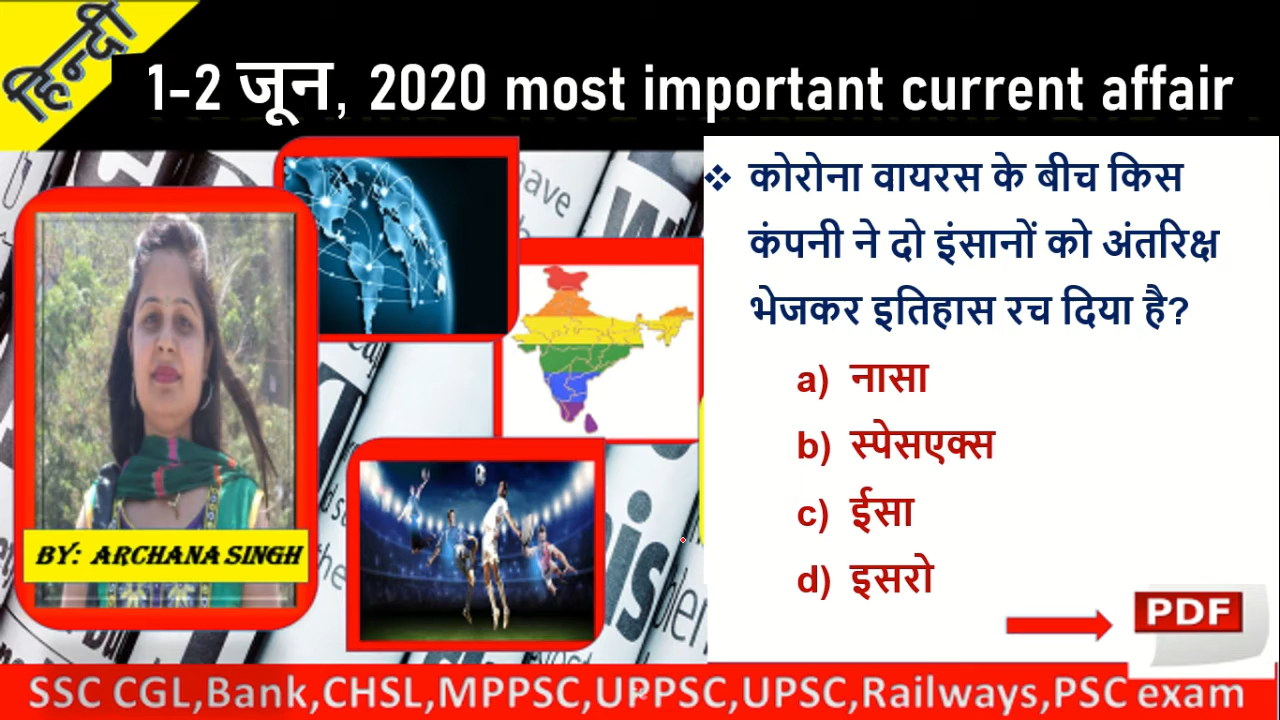 हिन्दी
1-2 जून, 2020 most important current affair
❖ कोरोना वायरस के बीच किस
कंपनी ने दो इंसानों को अंतरिक्ष
भेजकर इतिहास रच दिया है?
a) नासा
b) स्पेसएक्स
c) ईसा
d) इसरो
BY: ARCHANA SINGH
PDF
SSC CGL,Bank,CHSL,MPPSC,UPPSC,UPSC,Railways,PSC exam